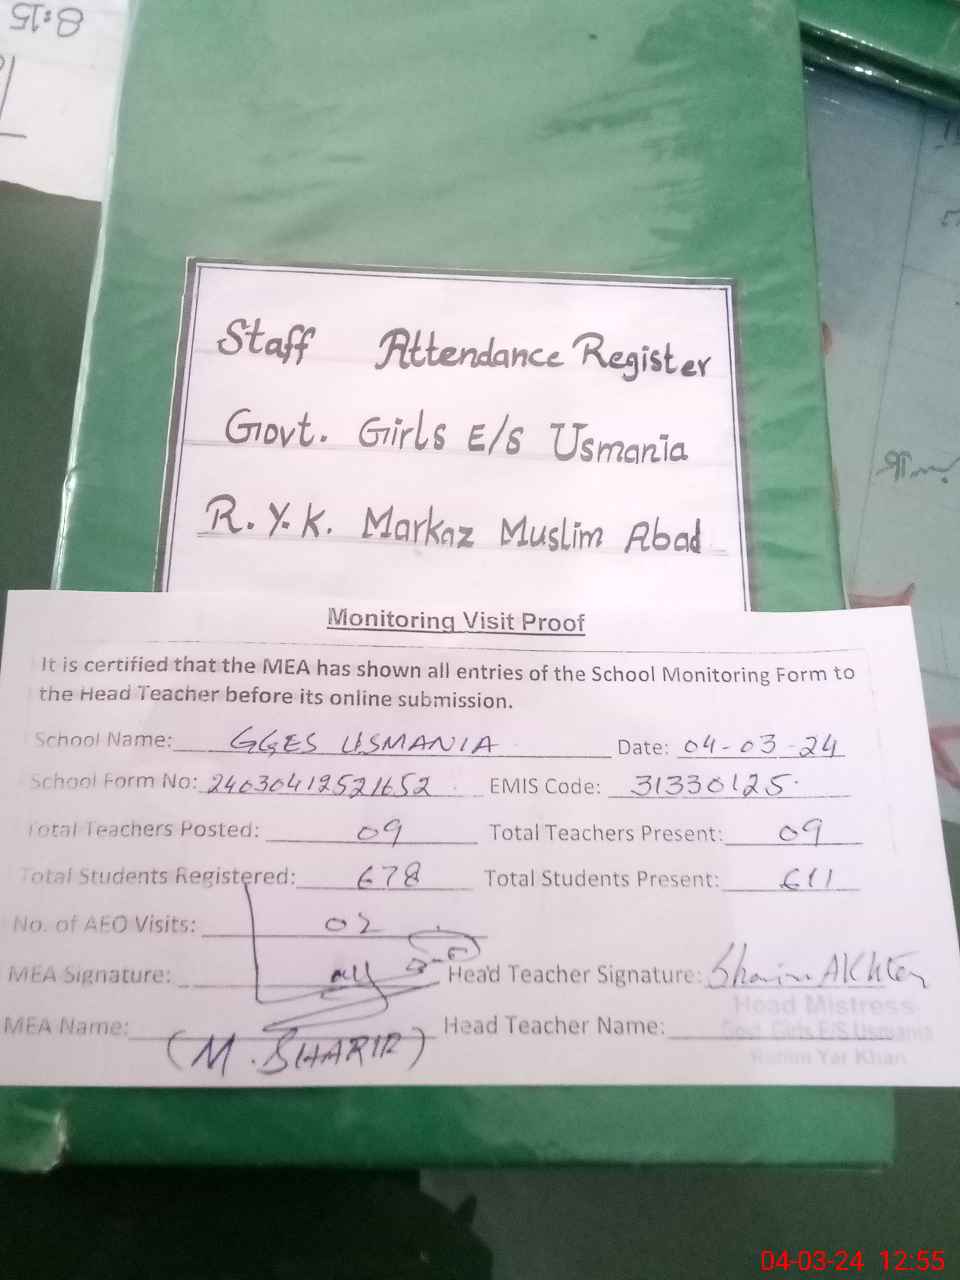 8:15
Staff Attendance Register
Govt. Girls E/S Usmania
R.Y.K. Markaz Muslim Abad
Monitoring Visit Proof
It is certified that the MEA has shown all entries of the School Monitoring Form to
the Head Teacher before its online submission.
School Name: GGES USMANIA Date: 04-03-24
School Form No: 24030419521652 EMIS Code: 31330125
Total Teachers Posted: 09 Total Teachers Present: 09
Total Students Registered: 678 Total Students Present: 611
No. of AEO Visits: 02
MEA Signature: Head Teacher Signature: Akhter
Head Mistress
MEA Name: (M. SHARIF) Head Teacher Name: Govt Girls E/S Usmania
Rahim Yar Khan
04-03-24 12:55